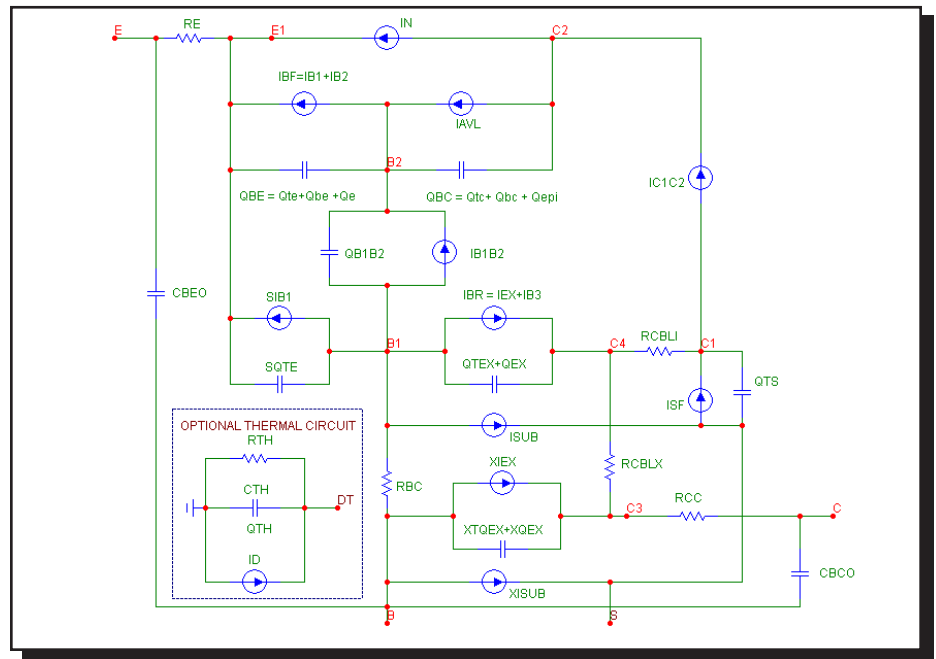 RE
E
E1
IN
C2
IBF=IB1+IB2
IAVL
B2
IC1C2
QBE = Qte+Qbe +Qe
QBC = Qtc+ Qbc + Qepi
QB1B2
IB1B2
CBEO
SIB1
IBR = IEX+IB3
RCBLI
B1
C4
C1
SQTE
QTEX+QEX
QTS
ISF
OPTIONAL THERMAL CIRCUIT
ISUB
RTH
XIEX
RCBLX
CTH
RBC
DT
RCC
C3
C
QTH
XTQEX+XQEX
ID
CBCO
XISUB
B
S